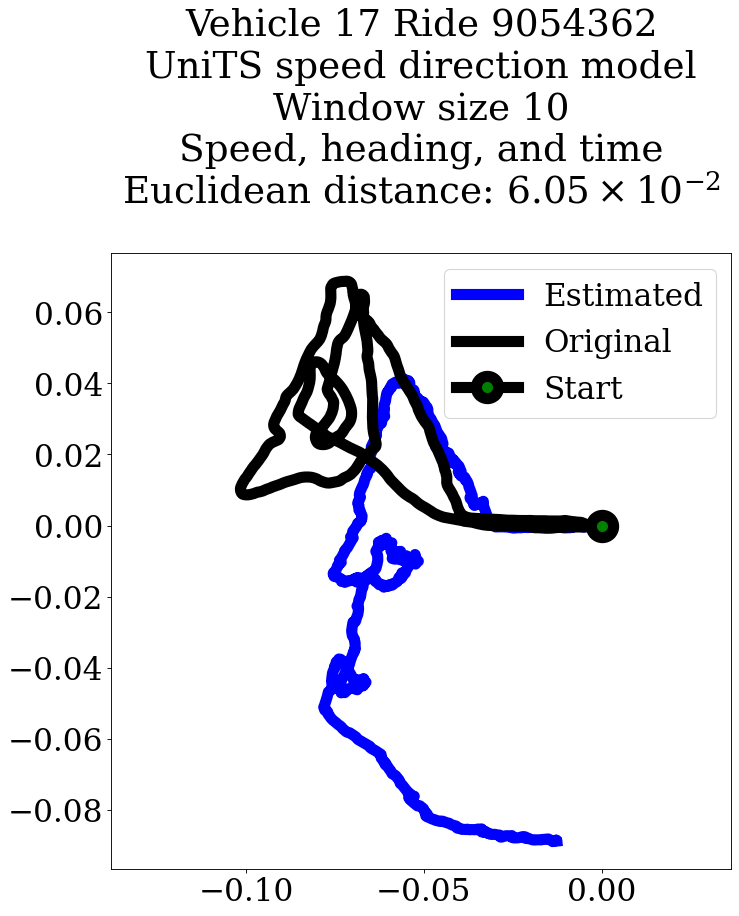 Vehicle 17 Ride 9054362
UniTS speed direction model
Window size 10
Speed, heading, and time
Euclidean distance: 6.05 × 10⁻²
Estimated
Original
Start
0.06
0.04
0.02
0.00
−0.02
−0.04
−0.06
−0.08
−0.10
−0.05
0.00